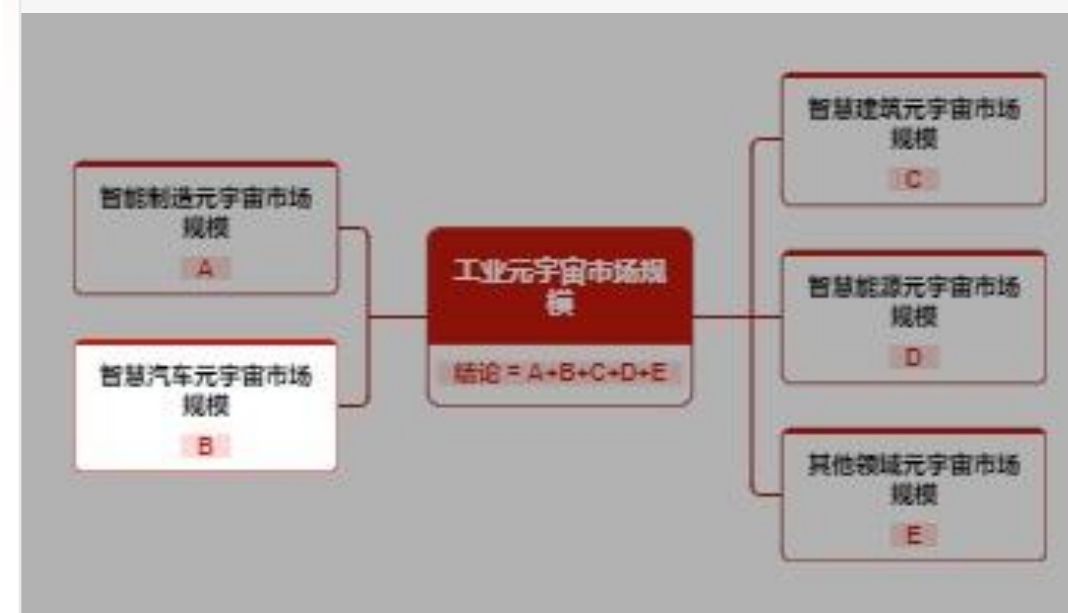 智能制造元宇宙市场
规模
A
智慧汽车元宇宙市场
规模
B
工业元宇宙市场规
模
结论 = A+B+C+D+E
智慧建筑元宇宙市场
规模
C
智慧能源元宇宙市场
规模
D
其他领域元宇宙市场
规模
E